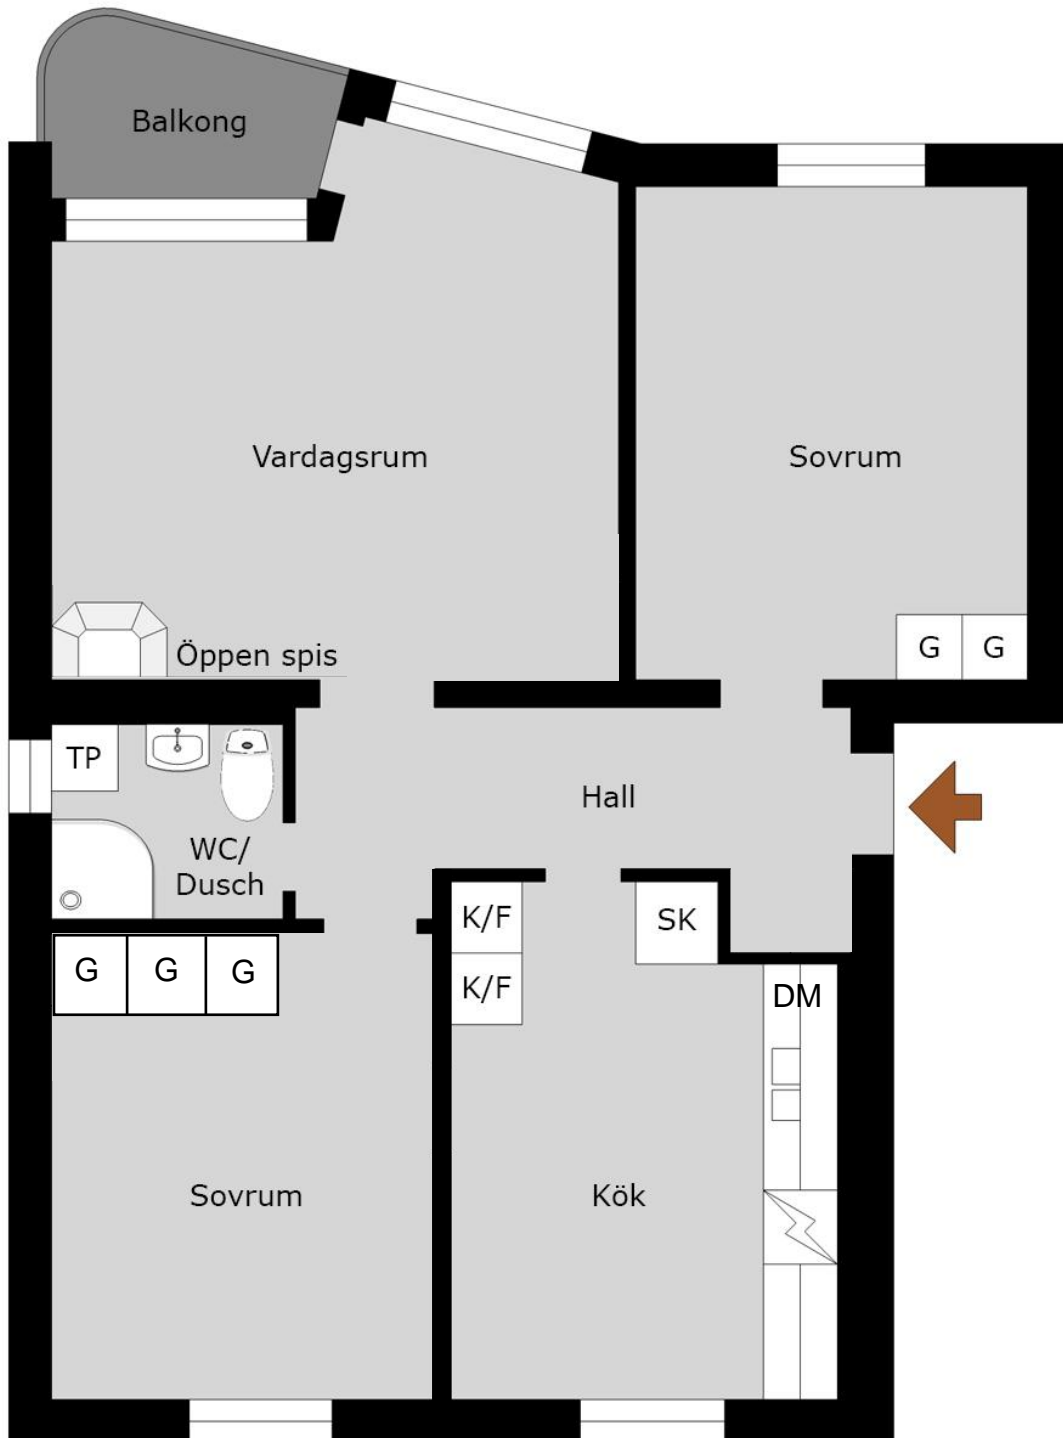 Balkong
Vardagsrum
Sovrum
Öppen spis
G
G
TP
WC/
Dusch
Hall
K/F
K/F
SK
G
G
G
DM
Sovrum
Kök